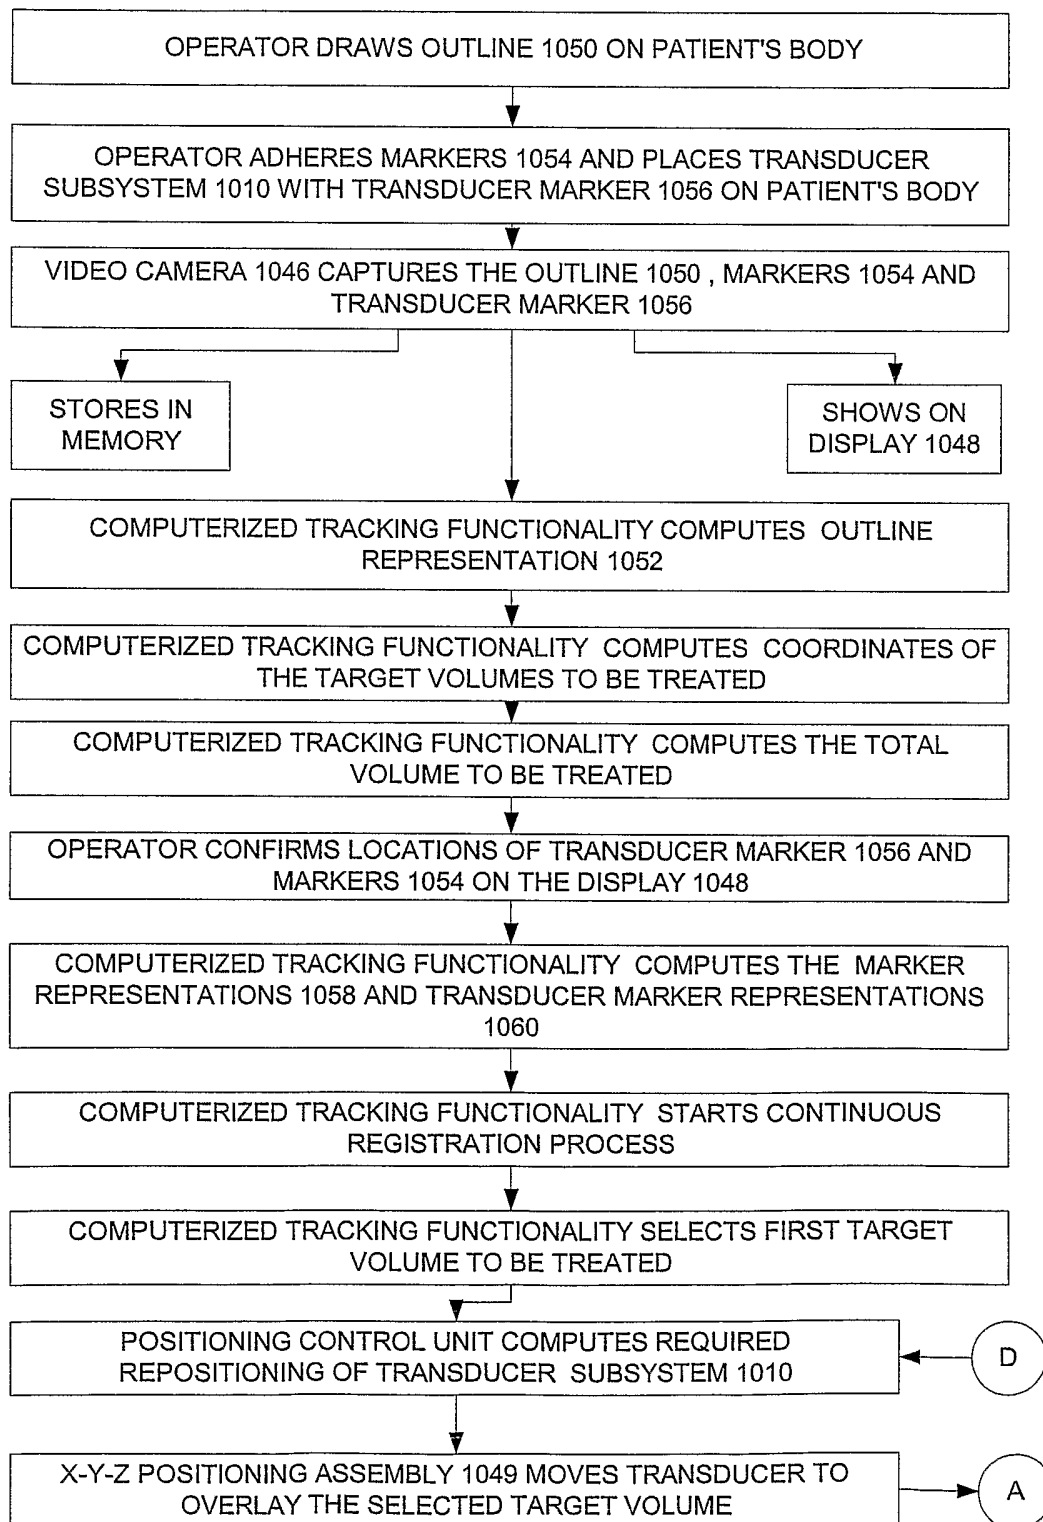 OPERATOR DRAWS OUTLINE 1050 ON PATIENT'S BODY
OPERATOR ADHERES MARKERS 1054 AND PLACES TRANSDUCER
SUBSYSTEM 1010 WITH TRANSDUCER MARKER 1056 ON PATIENT'S BODY
VIDEO CAMERA 1046 CAPTURES THE OUTLINE 1050 , MARKERS 1054 AND
TRANSDUCER MARKER 1056
STORES IN
MEMORY
SHOWS ON
DISPLAY 1048
COMPUTERIZED TRACKING FUNCTIONALITY COMPUTES OUTLINE
REPRESENTATION 1052
COMPUTERIZED TRACKING FUNCTIONALITY COMPUTES COORDINATES OF
THE TARGET VOLUMES TO BE TREATED
COMPUTERIZED TRACKING FUNCTIONALITY COMPUTES THE TOTAL
VOLUME TO BE TREATED
OPERATOR CONFIRMS LOCATIONS OF TRANSDUCER MARKER 1056 AND
MARKERS 1054 ON THE DISPLAY 1048
COMPUTERIZED TRACKING FUNCTIONALITY COMPUTES THE MARKER
REPRESENTATIONS 1058 AND TRANSDUCER MARKER REPRESENTATIONS
1060
COMPUTERIZED TRACKING FUNCTIONALITY STARTS CONTINUOUS
REGISTRATION PROCESS
COMPUTERIZED TRACKING FUNCTIONALITY SELECTS FIRST TARGET
VOLUME TO BE TREATED
POSITIONING CONTROL UNIT COMPUTES REQUIRED
REPOSITIONING OF TRANSDUCER SUBSYSTEM 1010
D
X-Y-Z POSITIONING ASSEMBLY 1049 MOVES TRANSDUCER TO
OVERLAY THE SELECTED TARGET VOLUME
A